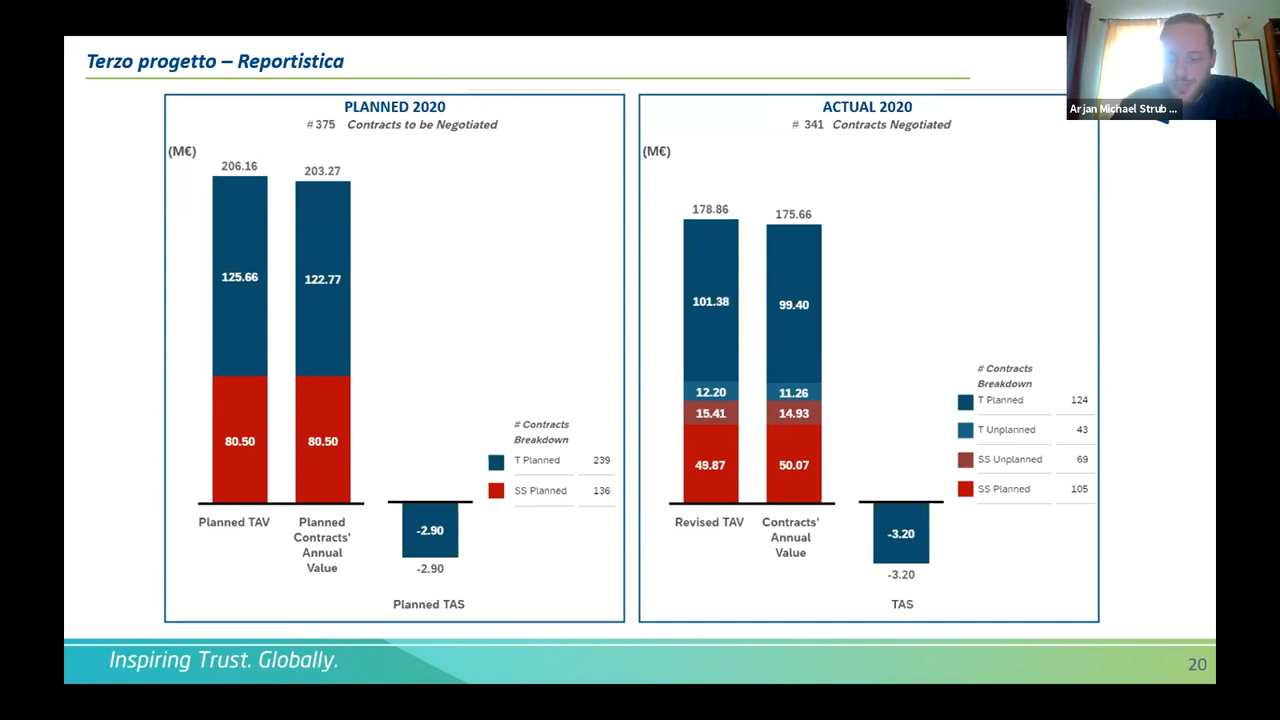 Terzo progetto – Reportistica
Arjan Michael Strub ...
PLANNED 2020
#375 Contracts to be Negotiated
(M€)
206.16
203.27
125.66
122.77
80.50
80.50
# Contracts
Breakdown
T Planned 239
SS Planned 136
Planned TAV
Planned
Contracts'
Annual
Value
-2.90
-2.90
Planned TAS
ACTUAL 2020
# 341 Contracts Negotiated
(M€)
178.86
175.66
101.38
99.40
12.20
11.26
15.41
14.93
49.87
50.07
# Contracts
Breakdown
T Planned 124
T Unplanned 43
SS Unplanned 69
SS Planned 105
Revised TAV
Contracts'
Annual
Value
-3.20
-3.20
TAS
Inspiring Trust. Globally.
20